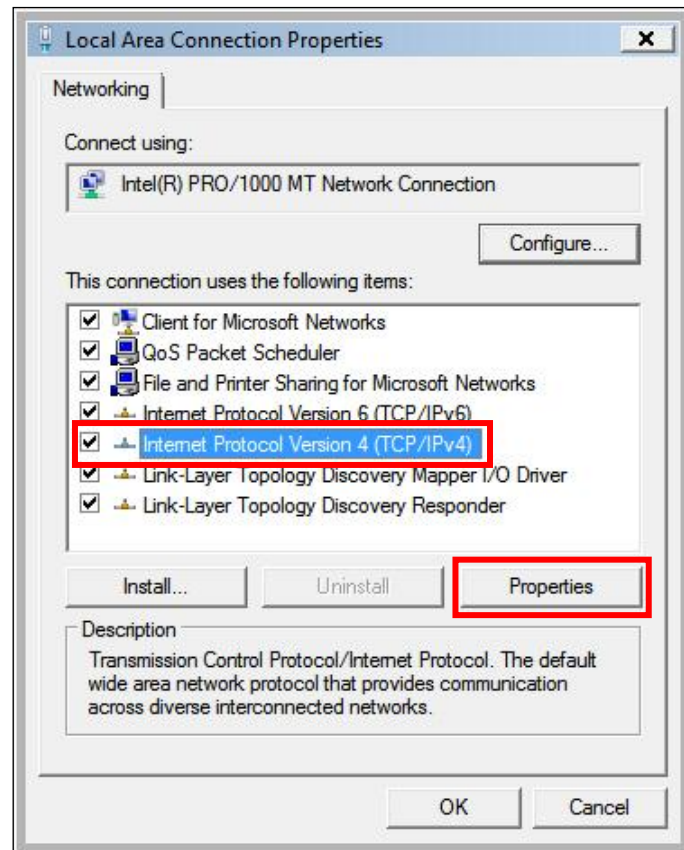 Local Area Connection Properties
Networking
Connect using:
Intel(R) PRO/1000 MT Network Connection
Configure...
This connection uses the following items:
Client for Microsoft Networks
QoS Packet Scheduler
File and Printer Sharing for Microsoft Networks
Internet Protocol Version 6 (TCP/IPv6)
Internet Protocol Version 4 (TCP/IPv4)
Link-Layer Topology Discovery Mapper I/O Driver
Link-Layer Topology Discovery Responder
Install... Uninstall Properties
Description
Transmission Control Protocol/Internet Protocol. The default
wide area network protocol that provides communication
across diverse interconnected networks.
OK Cancel